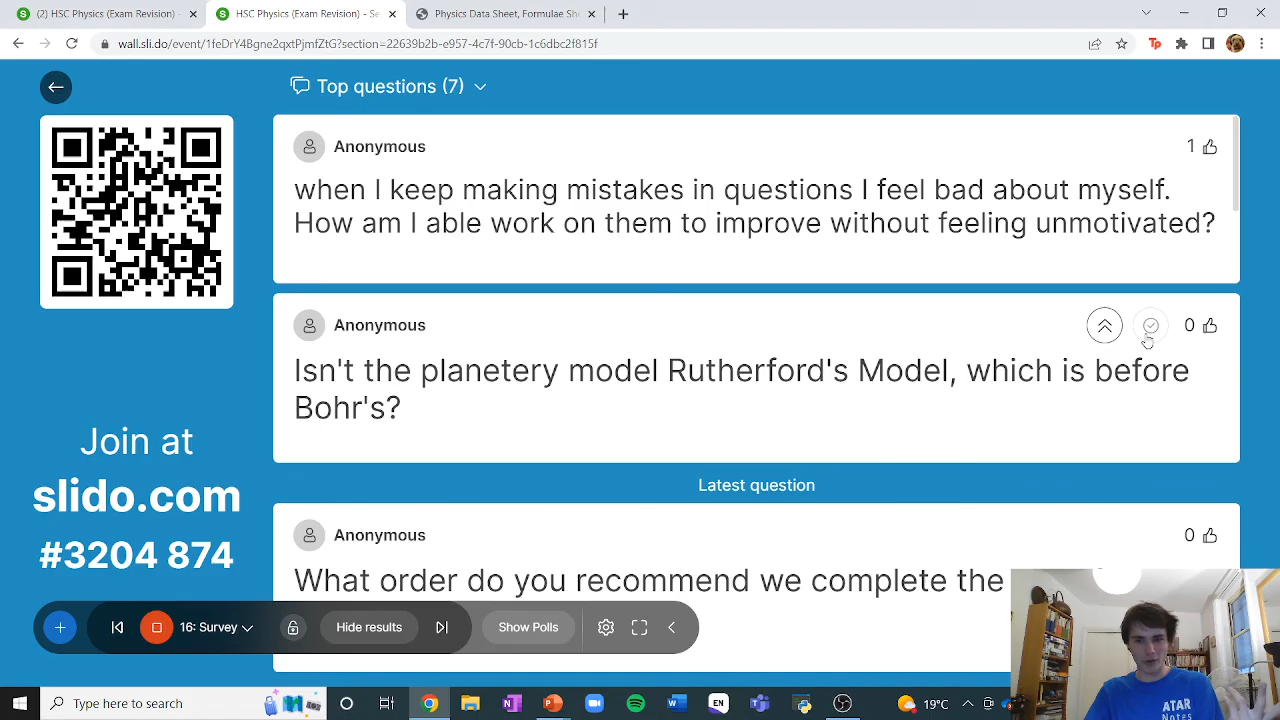 (2) HSC Physics (Exam Revision)
HSC Physics (Exam Revision) - Se
Physics Data Sheet, Formulae She
wall.sli.do/event/1feDrY4Bgne2qxtPjmfZtG?section=22639b2b-e957-4r7f-90cb-1c6dbc2f815f
Top questions (7)
Anonymous
1
when I keep making mistakes in questions I feel bad about myself.
How am I able work on them to improve without feeling unmotivated?
Anonymous
0
Isn't the planetery model Rutherford's Model, which is before
Bohr's?
Latest question
Anonymous
0
What order do you recommend we complete the
Join at
slido.com
#3204 874
16: Survey
Hide results
Show Polls
ATAR
Notes
Type here to search
EN
19°C